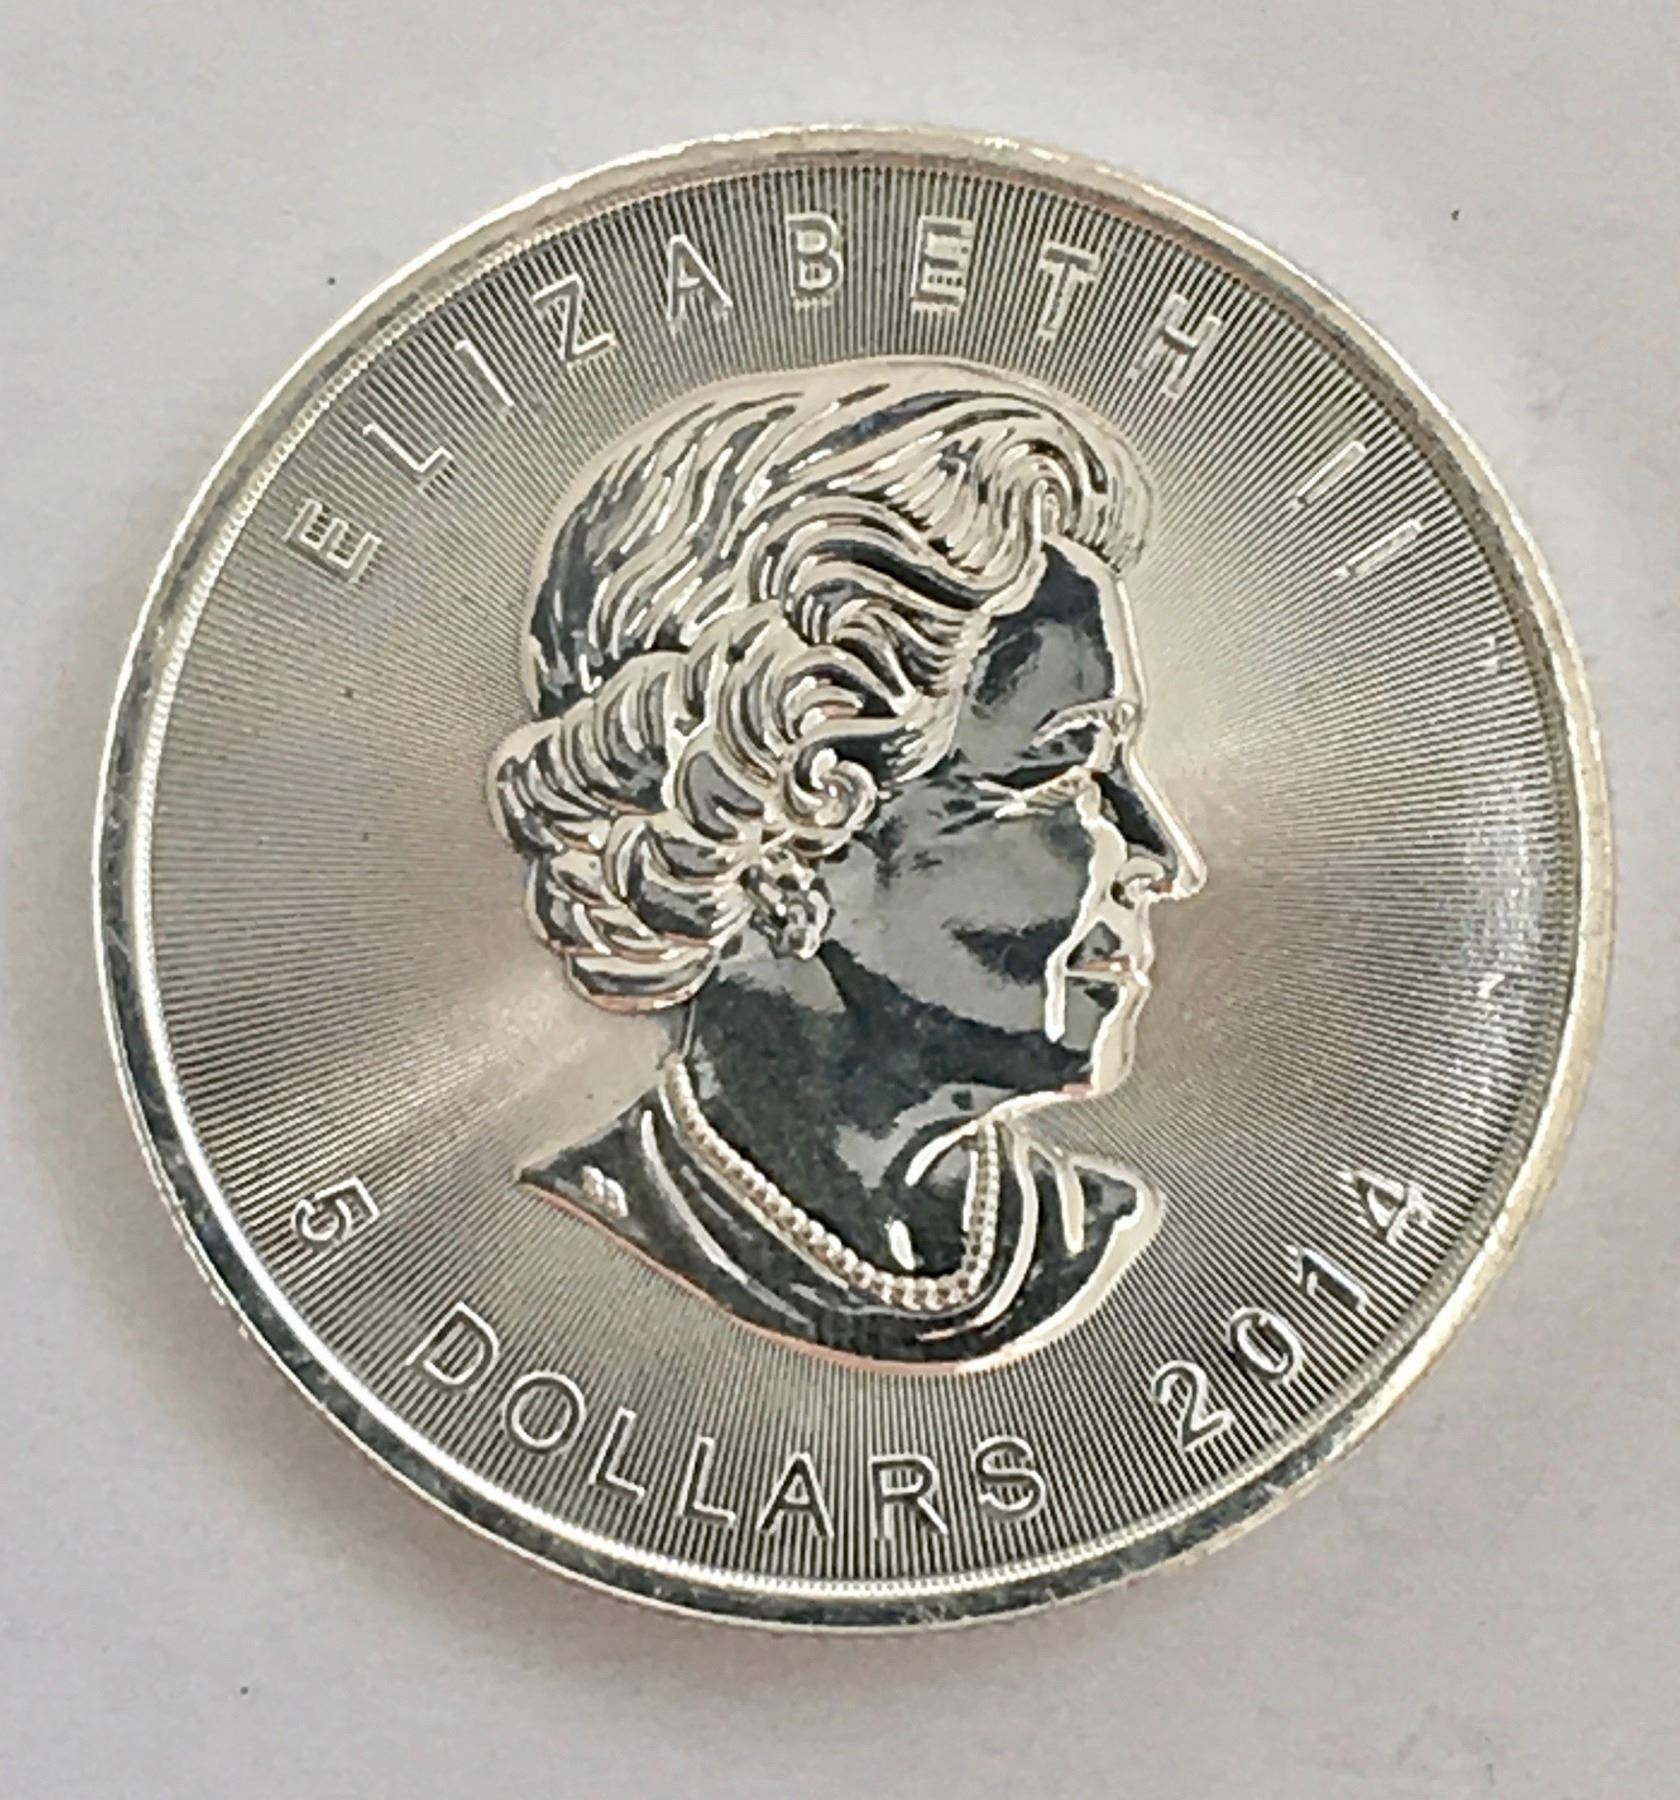 ELIZABETH II
5 DOLLARS 2014